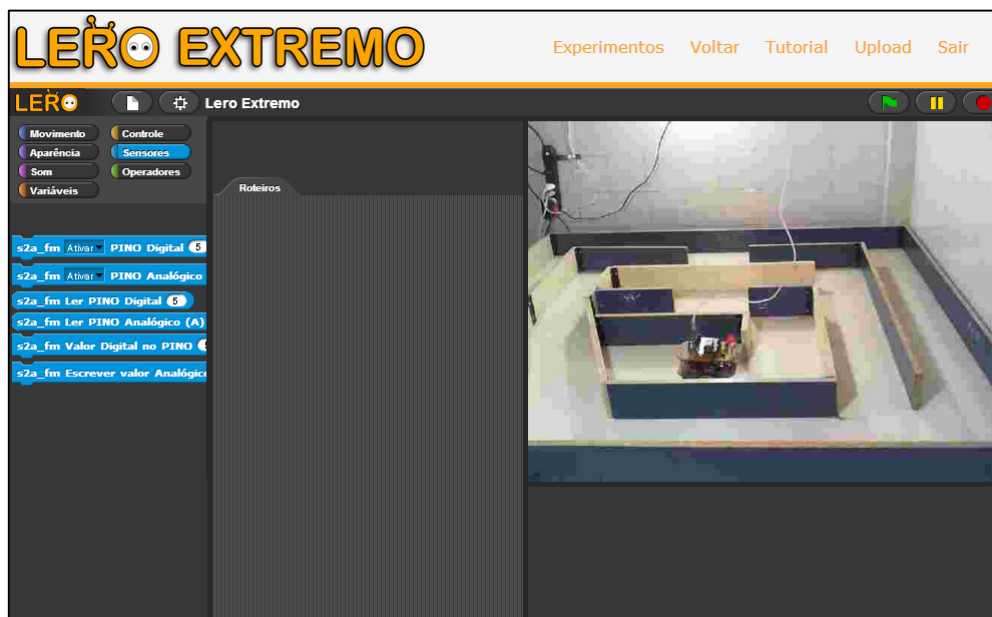 LERO EXTREMO
Experimentos Voltar Tutorial Upload Sair
LERO Lero Extremo
Movimento Controle
Aparência Sensores
Som Operadores
Variáveis
Roteiros
s2a_fm Ativar PINO Digital 5
s2a_fm Ativar PINO Analógico
s2a_fm Ler PINO Digital 5
s2a_fm Ler PINO Analógico (A)
s2a_fm Valor Digital no PINO
s2a_fm Escrever valor Analógic